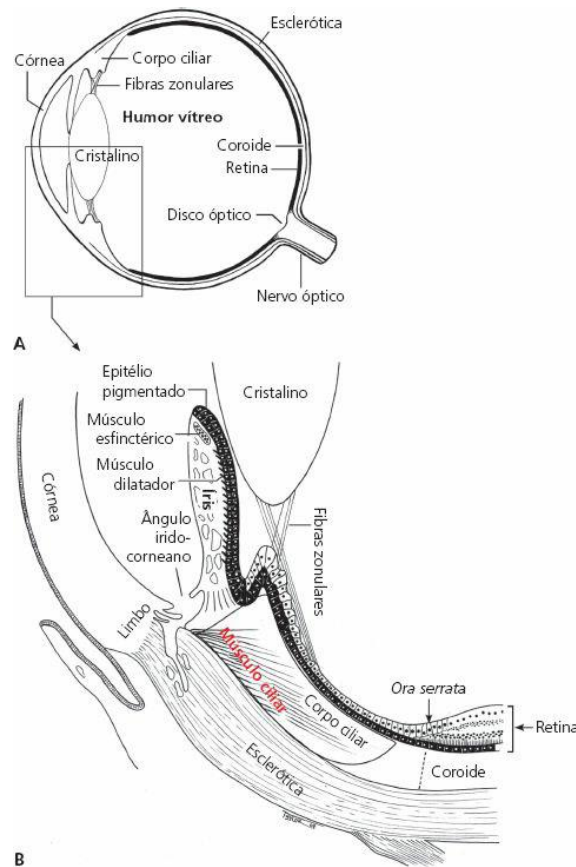 Esclerótica
Córnea
Corpo ciliar
Fibras zonulares
Humor vítreo
Cristalino
Coroide
Retina
Disco óptico
Nervo óptico
A
Epitélio
pigmentado
Cristalino
Músculo
esfinctérico
Músculo
dilatador
Íris
Córnea
Ângulo
irido-
corneano
Fibras zonulares
Limbo
Músculo ciliar
Ora serrata
Corpo ciliar
Retina
Coroide
Esclerótica
B